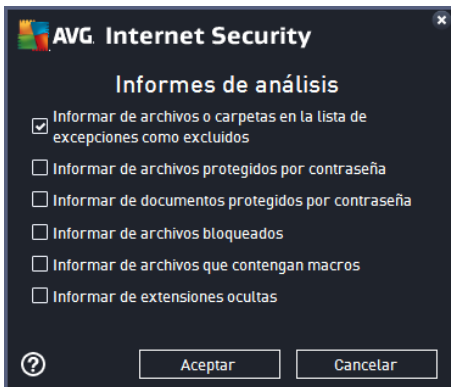 AVG. Internet Security
Informes de análisis
Informar de archivos o carpetas en la lista de
excepciones como excluidos
Informar de archivos protegidos por contraseña
Informar de documentos protegidos por contraseña
Informar de archivos bloqueados
Informar de archivos que contengan macros
Informar de extensiones ocultas
? Aceptar Cancelar